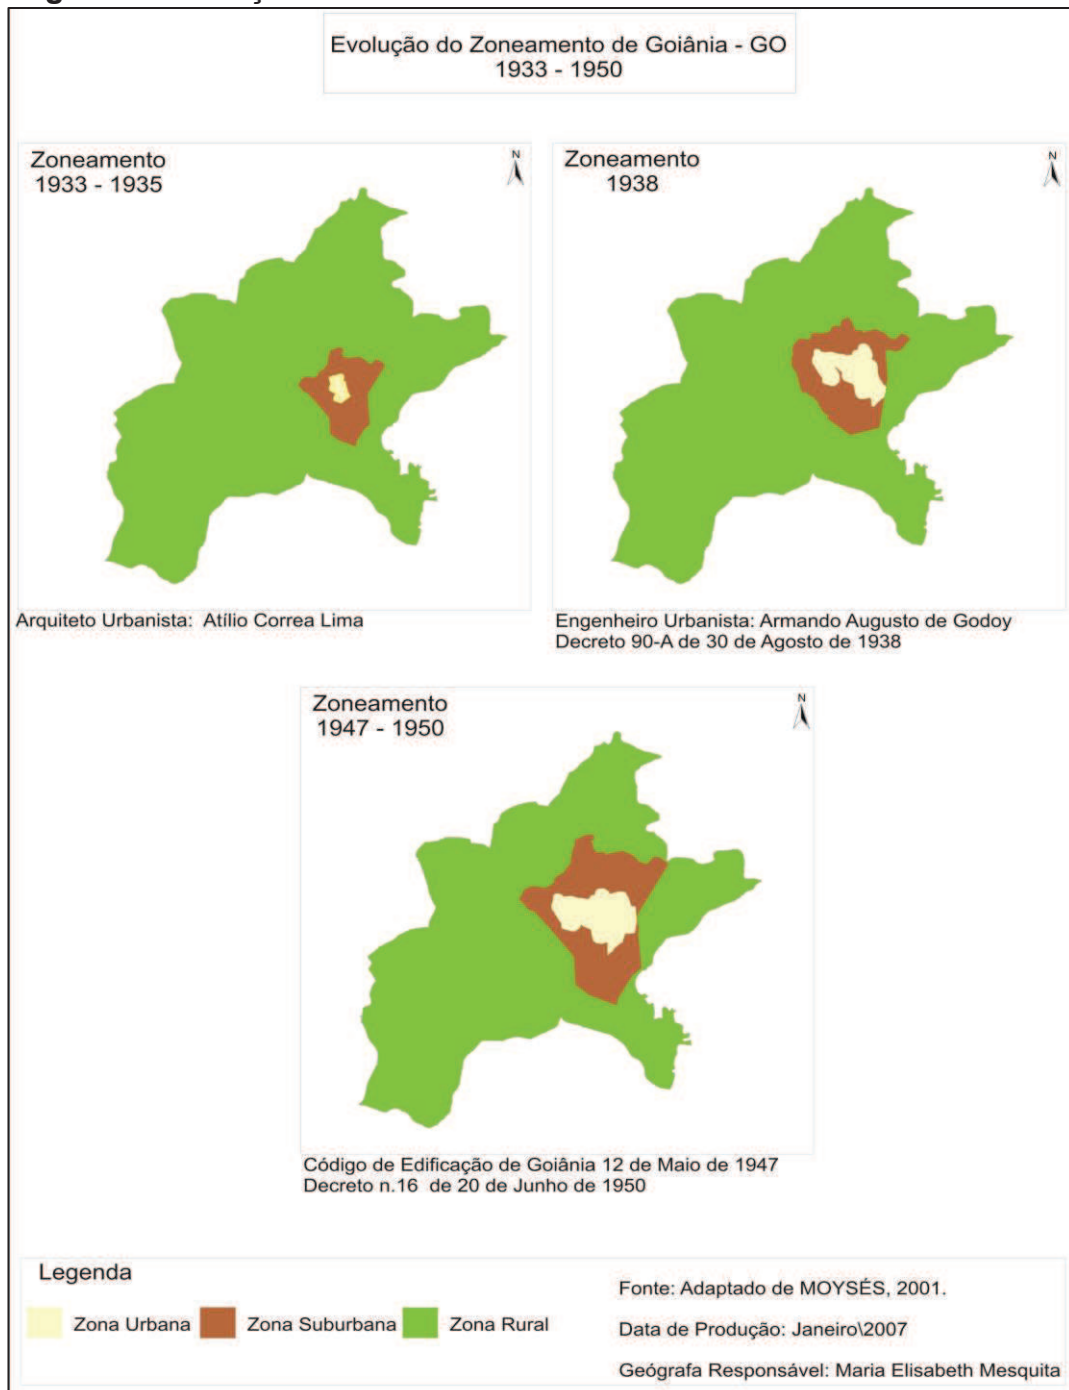 Evolução do Zoneamento de Goiânia - GO
1933 - 1950
Zoneamento
1933 - 1935
N
Arquiteto Urbanista: Atílio Correa Lima
Zoneamento
1938
N
Engenheiro Urbanista: Armando Augusto de Godoy
Decreto 90-A de 30 de Agosto de 1938
Zoneamento
1947 - 1950
N
Código de Edificação de Goiânia 12 de Maio de 1947
Decreto n.16 de 20 de Junho de 1950
Legenda
Zona Urbana
Zona Suburbana
Zona Rural
Fonte: Adaptado de MOYSÉS, 2001.
Data de Produção: Janeiro\2007
Geógrafa Responsável: Maria Elisabeth Mesquita